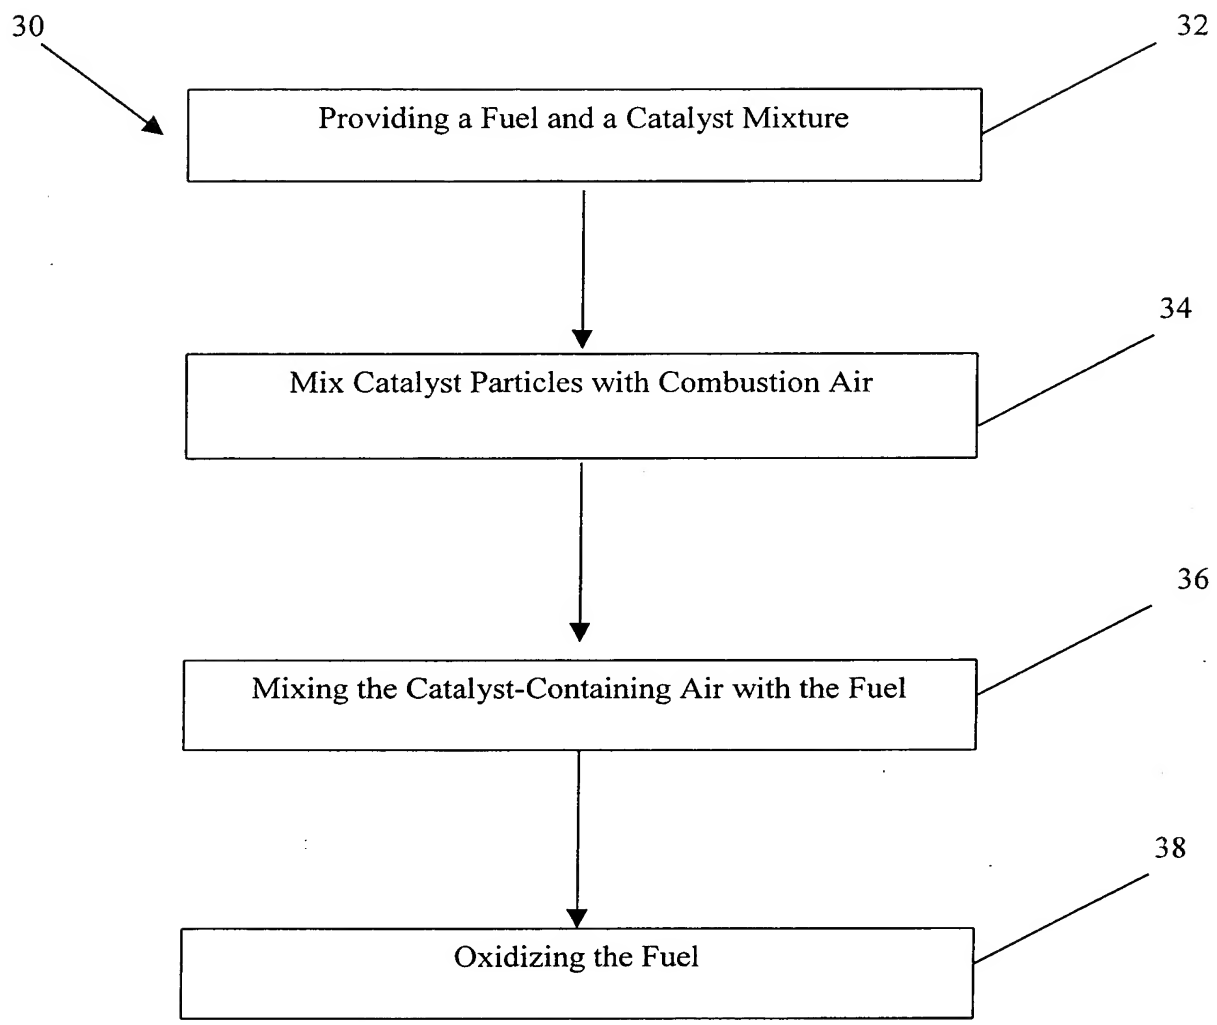 30
32
Providing a Fuel and a Catalyst Mixture
34
Mix Catalyst Particles with Combustion Air
36
Mixing the Catalyst-Containing Air with the Fuel
38
Oxidizing the Fuel